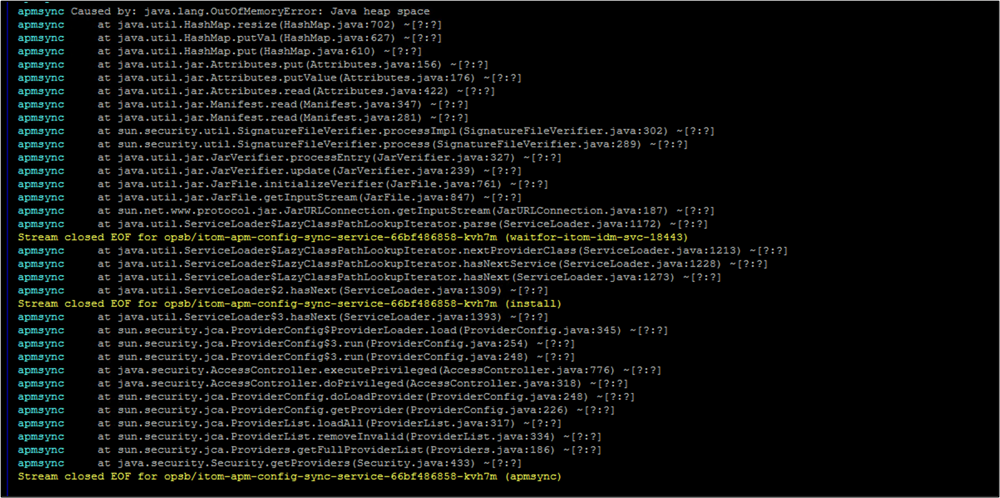 apmsync Caused by: java.lang.OutOfMemoryError: Java heap space
apmsync     at java.util.HashMap.resize(HashMap.java:702) ~[?:?]
apmsync     at java.util.HashMap.putVal(HashMap.java:627) ~[?:?]
apmsync     at java.util.HashMap.put(HashMap.java:610) ~[?:?]
apmsync     at java.util.jar.Attributes.put(Attributes.java:156) ~[?:?]
apmsync     at java.util.jar.Attributes.putValue(Attributes.java:176) ~[?:?]
apmsync     at java.util.jar.Attributes.read(Attributes.java:422) ~[?:?]
apmsync     at java.util.jar.Manifest.read(Manifest.java:347) ~[?:?]
apmsync     at java.util.jar.Manifest.read(Manifest.java:281) ~[?:?]
apmsync     at sun.security.util.SignatureFileVerifier.processImpl(SignatureFileVerifier.java:302) ~[?:?]
apmsync     at sun.security.util.SignatureFileVerifier.process(SignatureFileVerifier.java:289) ~[?:?]
apmsync     at java.util.jar.JarVerifier.processEntry(JarVerifier.java:327) ~[?:?]
apmsync     at java.util.jar.JarVerifier.update(JarVerifier.java:239) ~[?:?]
apmsync     at java.util.jar.JarFile.initializeVerifier(JarFile.java:761) ~[?:?]
apmsync     at java.util.jar.JarFile.getInputStream(JarFile.java:847) ~[?:?]
apmsync     at sun.net.www.protocol.jar.JarURLConnection.getInputStream(JarURLConnection.java:187) ~[?:?]
apmsync     at java.util.ServiceLoader$LazyClassPathLookupIterator.parse(ServiceLoader.java:1172) ~[?:?]
Stream closed EOF for opsb/itom-apm-config-sync-service-66bf486858-kvh7m (waitfor-itom-idm-svc-18443)
apmsync     at java.util.ServiceLoader$LazyClassPathLookupIterator.nextProviderClass(ServiceLoader.java:1213) ~[?:?]
apmsync     at java.util.ServiceLoader$LazyClassPathLookupIterator.hasNextService(ServiceLoader.java:1228) ~[?:?]
apmsync     at java.util.ServiceLoader$LazyClassPathLookupIterator.hasNext(ServiceLoader.java:1273) ~[?:?]
apmsync     at java.util.ServiceLoader$2.hasNext(ServiceLoader.java:1309) ~[?:?]
Stream closed EOF for opsb/itom-apm-config-sync-service-66bf486858-kvh7m (install)
apmsync     at java.util.ServiceLoader$3.hasNext(ServiceLoader.java:1393) ~[?:?]
apmsync     at sun.security.jca.ProviderConfig$ProviderLoader.load(ProviderConfig.java:345) ~[?:?]
apmsync     at sun.security.jca.ProviderConfig$3.run(ProviderConfig.java:254) ~[?:?]
apmsync     at sun.security.jca.ProviderConfig$3.run(ProviderConfig.java:248) ~[?:?]
apmsync     at java.security.AccessController.executePrivileged(AccessController.java:776) ~[?:?]
apmsync     at java.security.AccessController.doPrivileged(AccessController.java:318) ~[?:?]
apmsync     at sun.security.jca.ProviderConfig.doLoadProvider(ProviderConfig.java:248) ~[?:?]
apmsync     at sun.security.jca.ProviderConfig.getProvider(ProviderConfig.java:226) ~[?:?]
apmsync     at sun.security.jca.ProviderList.loadAll(ProviderList.java:317) ~[?:?]
apmsync     at sun.security.jca.ProviderList.removeInvalid(ProviderList.java:334) ~[?:?]
apmsync     at sun.security.jca.Providers.getFullProviderList(Providers.java:186) ~[?:?]
apmsync     at java.security.Security.getProviders(Security.java:433) ~[?:?]
Stream closed EOF for opsb/itom-apm-config-sync-service-66bf486858-kvh7m (apmsync)